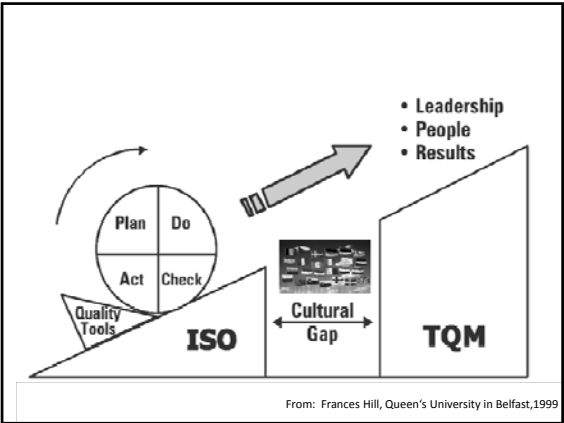 • Leadership
• People
• Results
Plan
Do
Act
Check
Quality
Tools
ISO
Cultural
Gap
TQM
From: Frances Hill, Queen's University in Belfast,1999